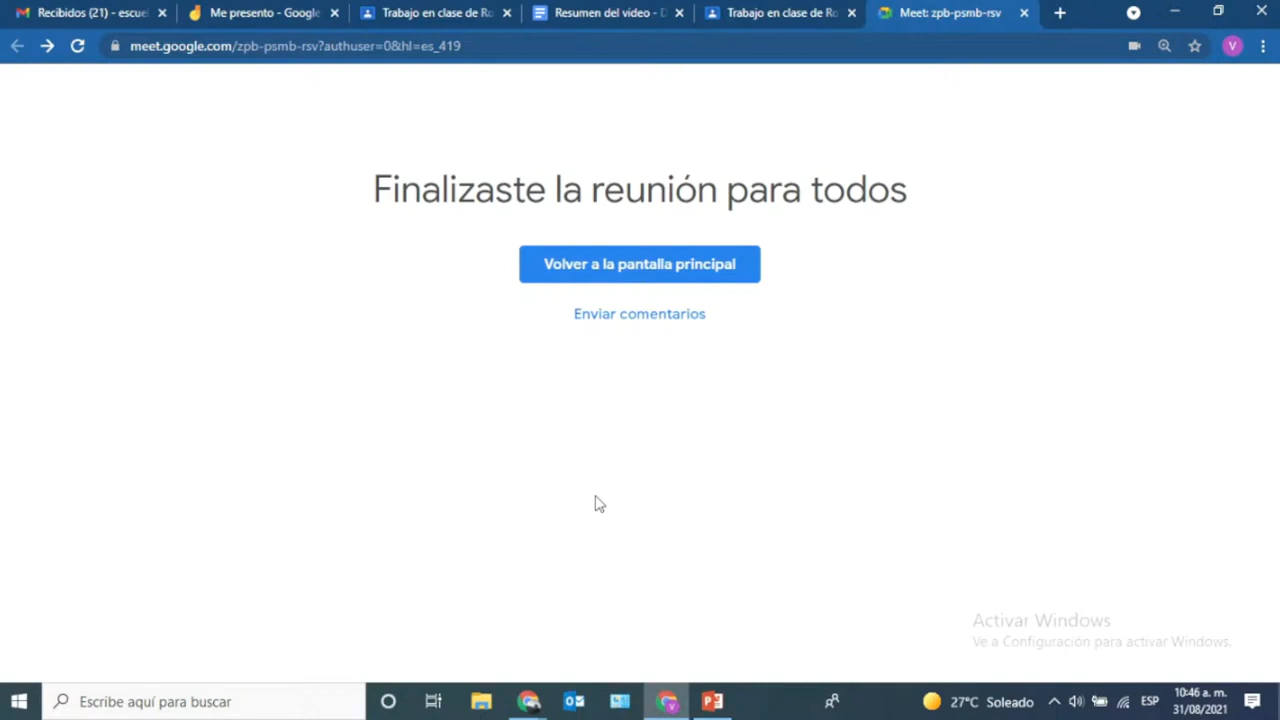 Recibidos (21) - escuel
Me presento - Google
Trabajo en clase de Ro
Resumen del video - D
Trabajo en clase de Ro
Meet: zpb-psmb-rsv
meet.google.com/zpb-psmb-rsv?authuser=0&hl=es_419
V
Finalizaste la reunión para todos
Volver a la pantalla principal
Enviar comentarios
Activar Windows
Ve a Configuración para activar Windows.
Escribe aquí para buscar
27°C Soleado
ESP
10:46 a. m.
31/08/2021